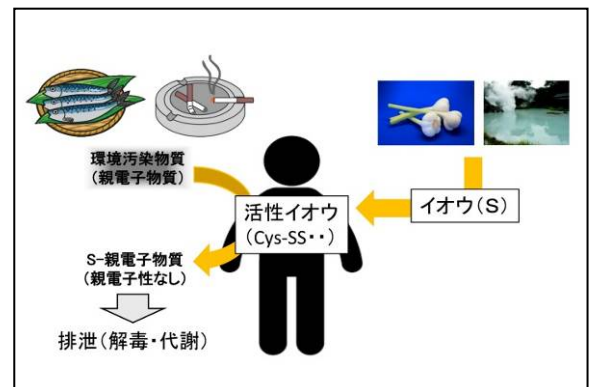 環境汚染物質
(親電子物質)
活性イオウ
(Cys-SS・・)
イオウ(S)
S-親電子物質
(親電子性なし)
排泄(解毒・代謝)